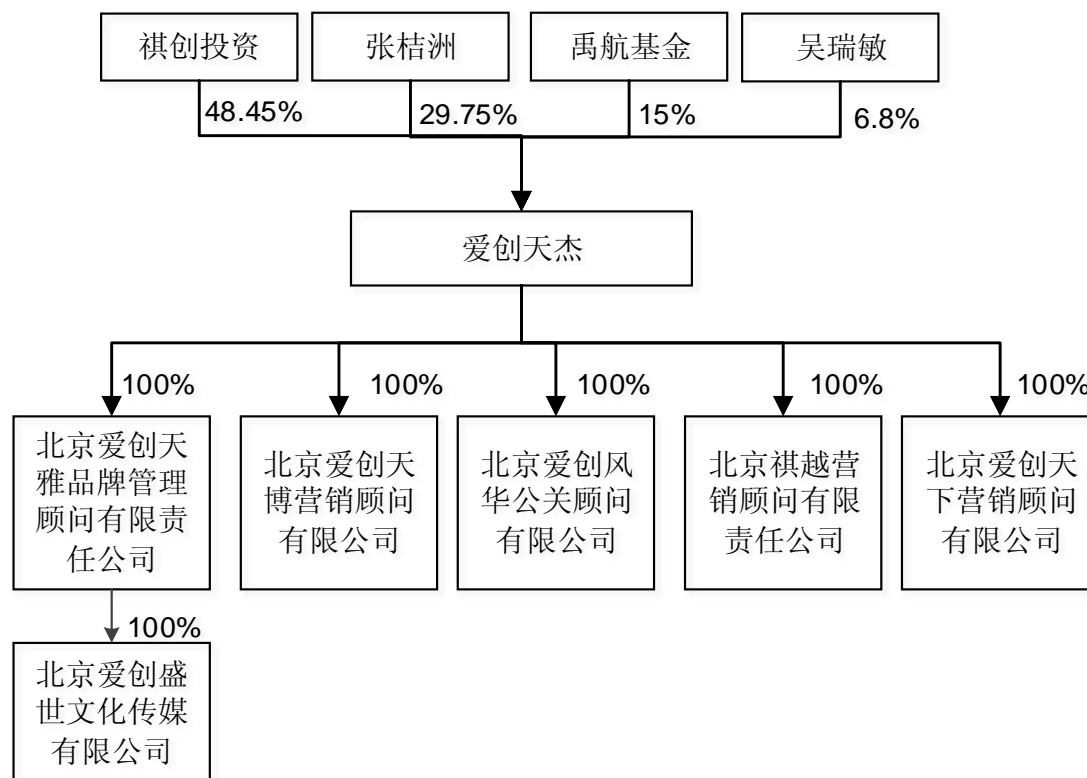 祺创投资
张桔洲
禹航基金
吴瑞敏
48.45%
29.75%
15%
6.8%
爱创天杰
100%
100%
100%
100%
100%
北京爱创天
雅品牌管理
顾问有限责
任公司
北京爱创天
博营销顾问
有限公司
北京爱创风
华公关顾问
有限公司
北京祺越营
销顾问有限
责任公司
北京爱创天
下营销顾问
有限公司
100%
北京爱创盛
世文化传媒
有限公司